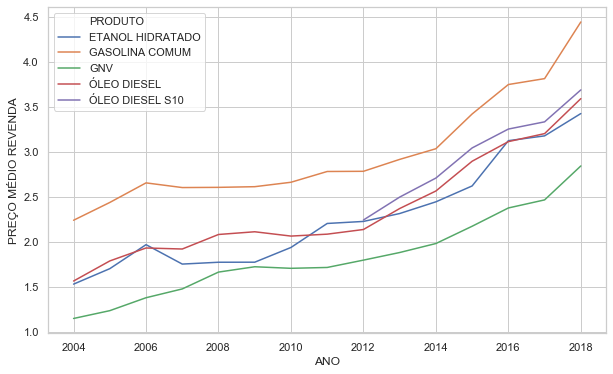 PRODUTO
ETANOL HIDRATADO
GASOLINA COMUM
GNV
ÓLEO DIESEL
ÓLEO DIESEL S10
PREÇO MÉDIO REVENDA
4.5
4.0
3.5
3.0
2.5
2.0
1.5
1.0
2004 2006 2008 2010 2012 2014 2016 2018
ANO